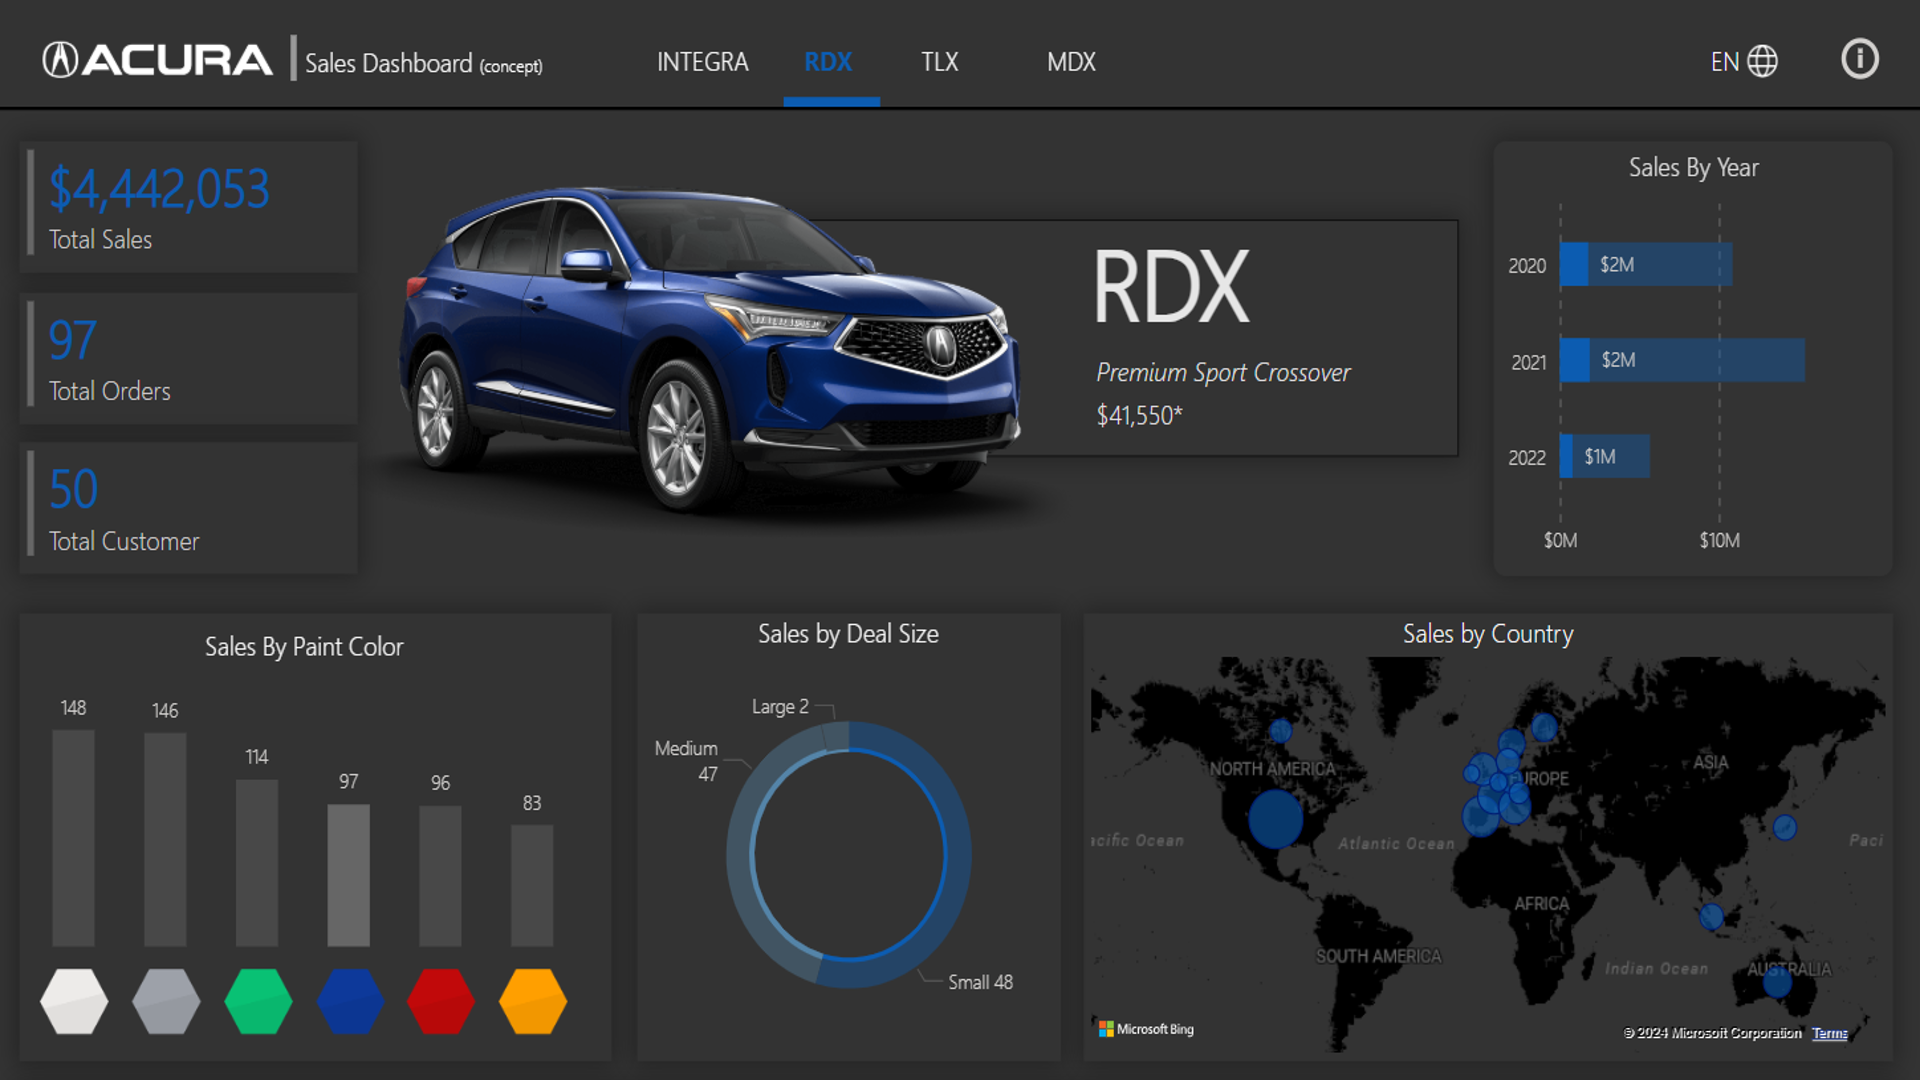 ACURA
Sales Dashboard (concept)
INTEGRA
RDX
TLX
MDX
EN
$4,442,053
Total Sales
97
Total Orders
50
Total Customer
RDX
Premium Sport Crossover
$41,550*
Sales By Year
2020
$2M
2021
$2M
2022
$1M
$0M
$10M
Sales By Paint Color
148
146
114
97
96
83
Sales by Deal Size
Large 2
Medium
47
Small 48
Sales by Country
NORTH AMERICA
EUROPE
ASIA
acific Ocean
Atlantic Ocean
Paci
AFRICA
SOUTH AMERICA
Indian Ocean
AUSTRALIA
Microsoft Bing
© 2024 Microsoft Corporation
Terms